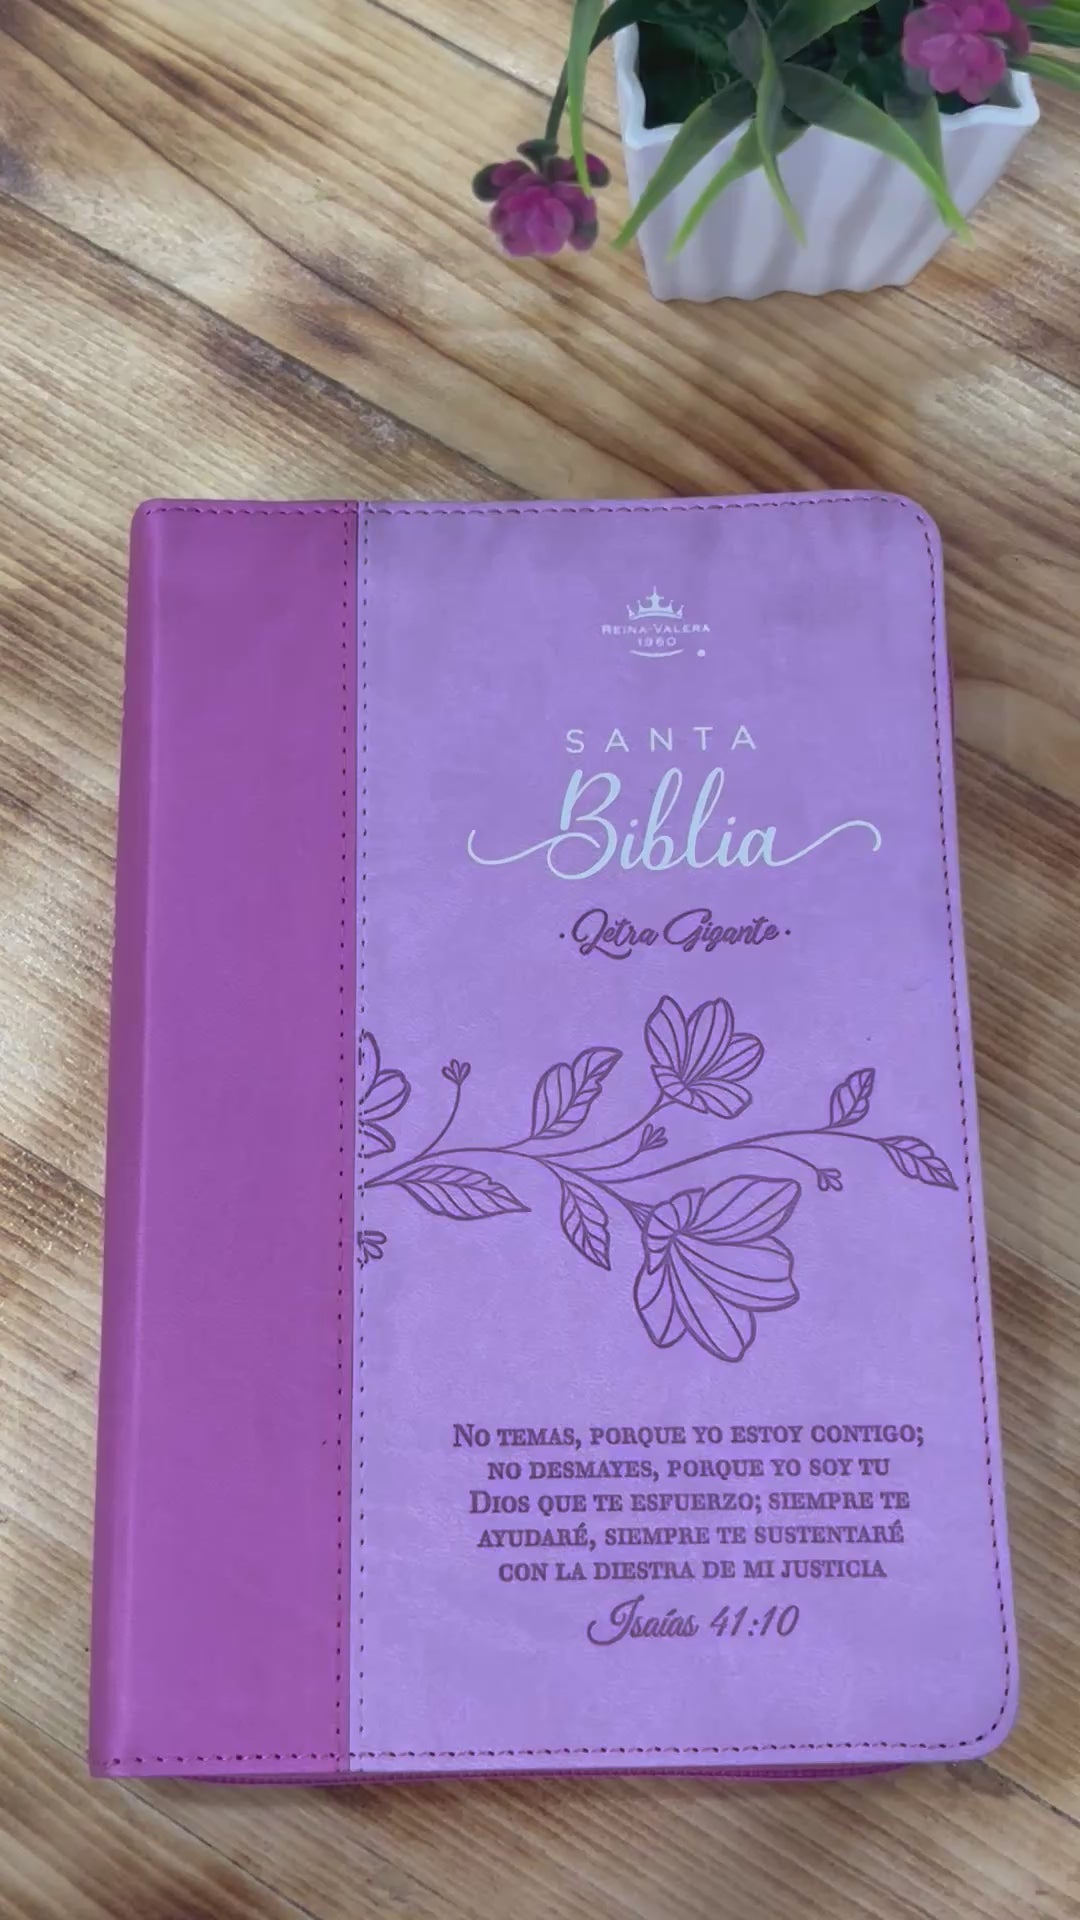 REINA-VALERA
1960
SANTA
Biblia
·Letra Gigante·
NO TEMAS, PORQUE YO ESTOY CONTIGO;
NO DESMAYES, PORQUE YO SOY TU
DIOS QUE TE ESFUERZO; SIEMPRE TE
AYUDARÉ, SIEMPRE TE SUSTENTARÉ
CON LA DIESTRA DE MI JUSTICIA
Isaías 41:10